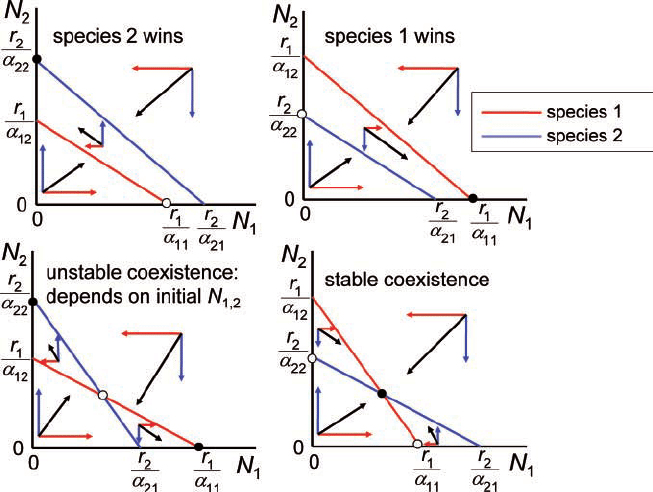 N₂
species 2 wins
r₂/α₂₂
r₁/α₁₂
0
0
r₁/α₁₁
r₂/α₂₁
N₁
N₂
species 1 wins
r₁/α₁₂
r₂/α₂₂
0
0
r₂/α₂₁
r₁/α₁₁
N₁
species 1
species 2
N₂
unstable coexistence:
depends on initial N₁,₂
r₂/α₂₂
r₁/α₁₂
0
0
r₂/α₂₁
r₁/α₁₁
N₁
N₂
stable coexistence
r₁/α₁₂
r₂/α₂₂
0
0
r₁/α₁₁
r₂/α₂₁
N₁